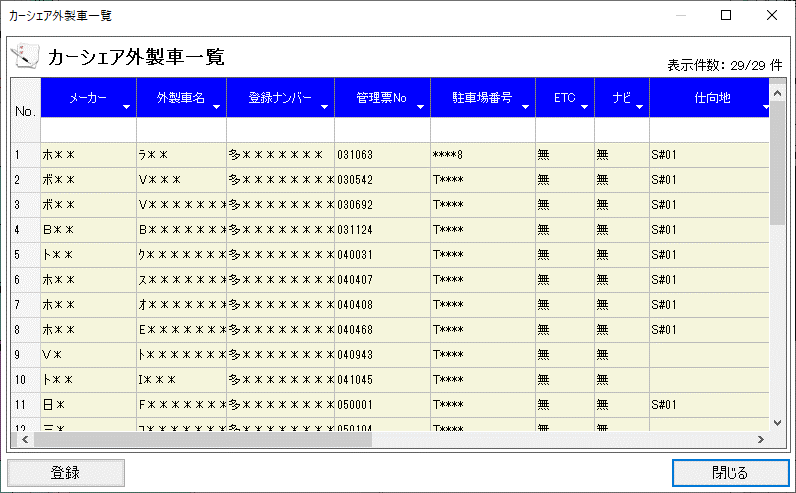 カーシェア外製車一覧
カーシェア外製車一覧
表示件数: 29/29 件
No. メーカー 外製車名 登録ナンバー 管理票No 駐車場番号 ETC ナビ 仕向地
1 ホ＊＊ ラ＊＊ 多＊＊＊＊＊＊＊ 031063 ****8 無 無 S#01
2 ボ＊＊ V＊＊＊ 多＊＊＊＊＊＊＊ 030542 T**** 無 無 S#01
3 ボ＊＊ V＊＊＊＊＊＊＊ 多＊＊＊＊＊＊＊ 030692 T**** 無 無 S#01
4 B＊＊ B＊＊＊＊＊＊＊ 多＊＊＊＊＊＊＊ 031124 T**** 無 無 S#01
5 ト＊＊ ク＊＊＊＊＊＊＊ 多＊＊＊＊＊＊＊ 040031 T**** 無 無 S#01
6 ホ＊＊ ス＊＊＊＊＊＊＊ 多＊＊＊＊＊＊＊ 040407 T**** 無 無 S#01
7 ホ＊＊ オ＊＊＊＊＊＊＊ 多＊＊＊＊＊＊＊ 040408 T**** 無 無 S#01
8 ホ＊＊ E＊＊＊＊＊＊＊ 多＊＊＊＊＊＊＊ 040468 T**** 無 無 S#01
9 V＊ ト＊＊＊＊＊＊＊ 多＊＊＊＊＊＊＊ 040943 T**** 無 無
10 ト＊＊ I＊＊＊ 多＊＊＊＊＊＊＊ 041045 T**** 無 無
11 日＊ F＊＊＊＊＊＊＊ 多＊＊＊＊＊＊＊ 050001 T**** 無 無 S#01
12 三＊ コ＊＊＊＊＊＊＊ 多＊＊＊＊＊＊＊ 050104 T**** 無 無
登録 閉じる